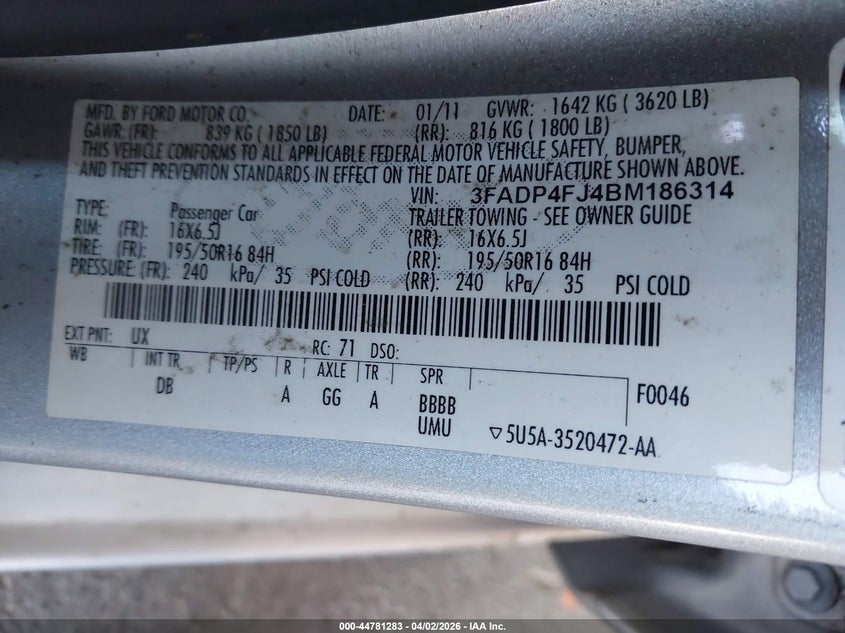 MFD. BY FORD MOTOR CO. DATE: 01/11 GVWR: 1642 KG ( 3620 LB)
GAWR: (FR): 839 KG ( 1850 LB) (RR): 816 KG ( 1800 LB)
THIS VEHICLE CONFORMS TO ALL APPLICABLE FEDERAL MOTOR VEHICLE SAFETY, BUMPER,
AND THEFT PREVENTION STANDARDS IN EFFECT ON THE DATE OF MANUFACTURE SHOWN ABOVE.
VIN: 3FADP4FJ4BM186314
TYPE: Passenger Car TRAILER TOWING - SEE OWNER GUIDE
RIM: (FR): 16X6.5J (RR): 16X6.5J
TIRE: (FR): 195/50R16 84H (RR): 195/50R16 84H
PRESSURE: (FR): 240 kPa/ 35 PSI COLD (RR): 240 kPa/ 35 PSI COLD
EXT PNT: UX RC: 71 DSO:
WB INT TR TP/PS R AXLE TR SPR
DB A GG A BBBB F0046
UMU ▽5U5A-3520472-AA
000-44781283 - 04/02/2026 - IAA Inc.